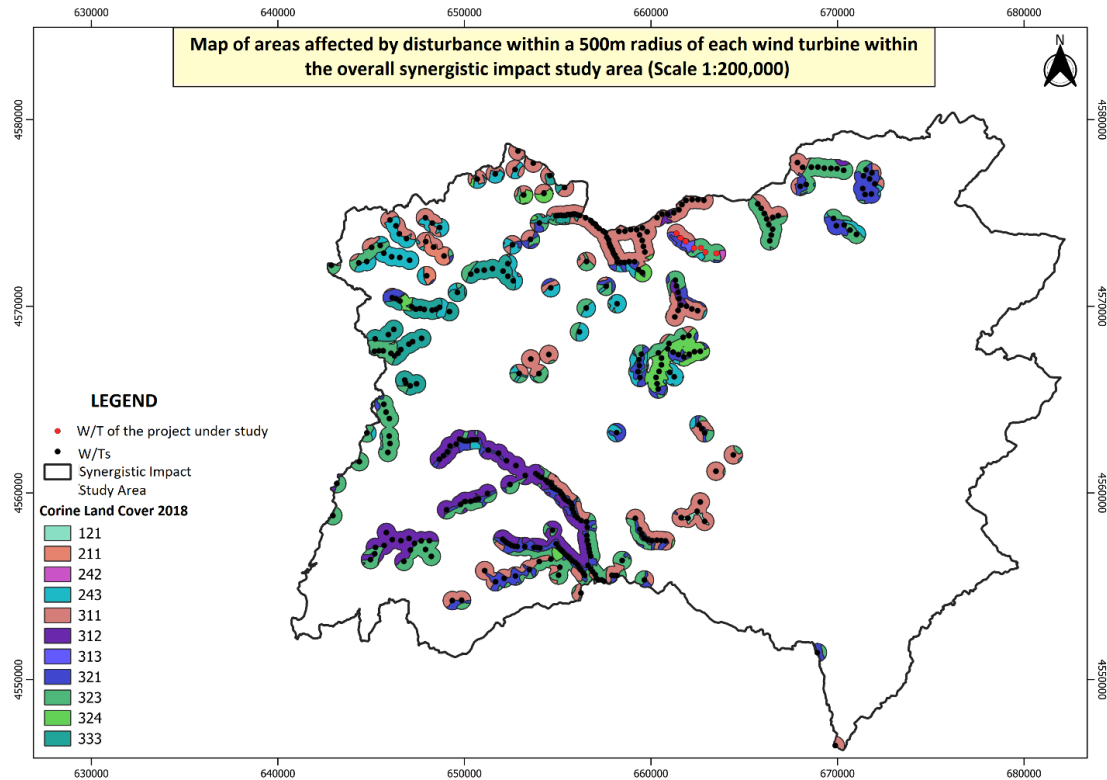 630000 640000 650000 660000 670000 680000
Map of areas affected by disturbance within a 500m radius of each wind turbine within
the overall synergistic impact study area (Scale 1:200,000)
N
4580000 4580000
4570000 4570000
LEGEND
W/T of the project under study
W/Ts
Synergistic Impact
Study Area
4560000 4560000
Corine Land Cover 2018
121
211
242
243
311
312
313
321
323
324
333
4550000 4550000
630000 640000 650000 660000 670000 680000